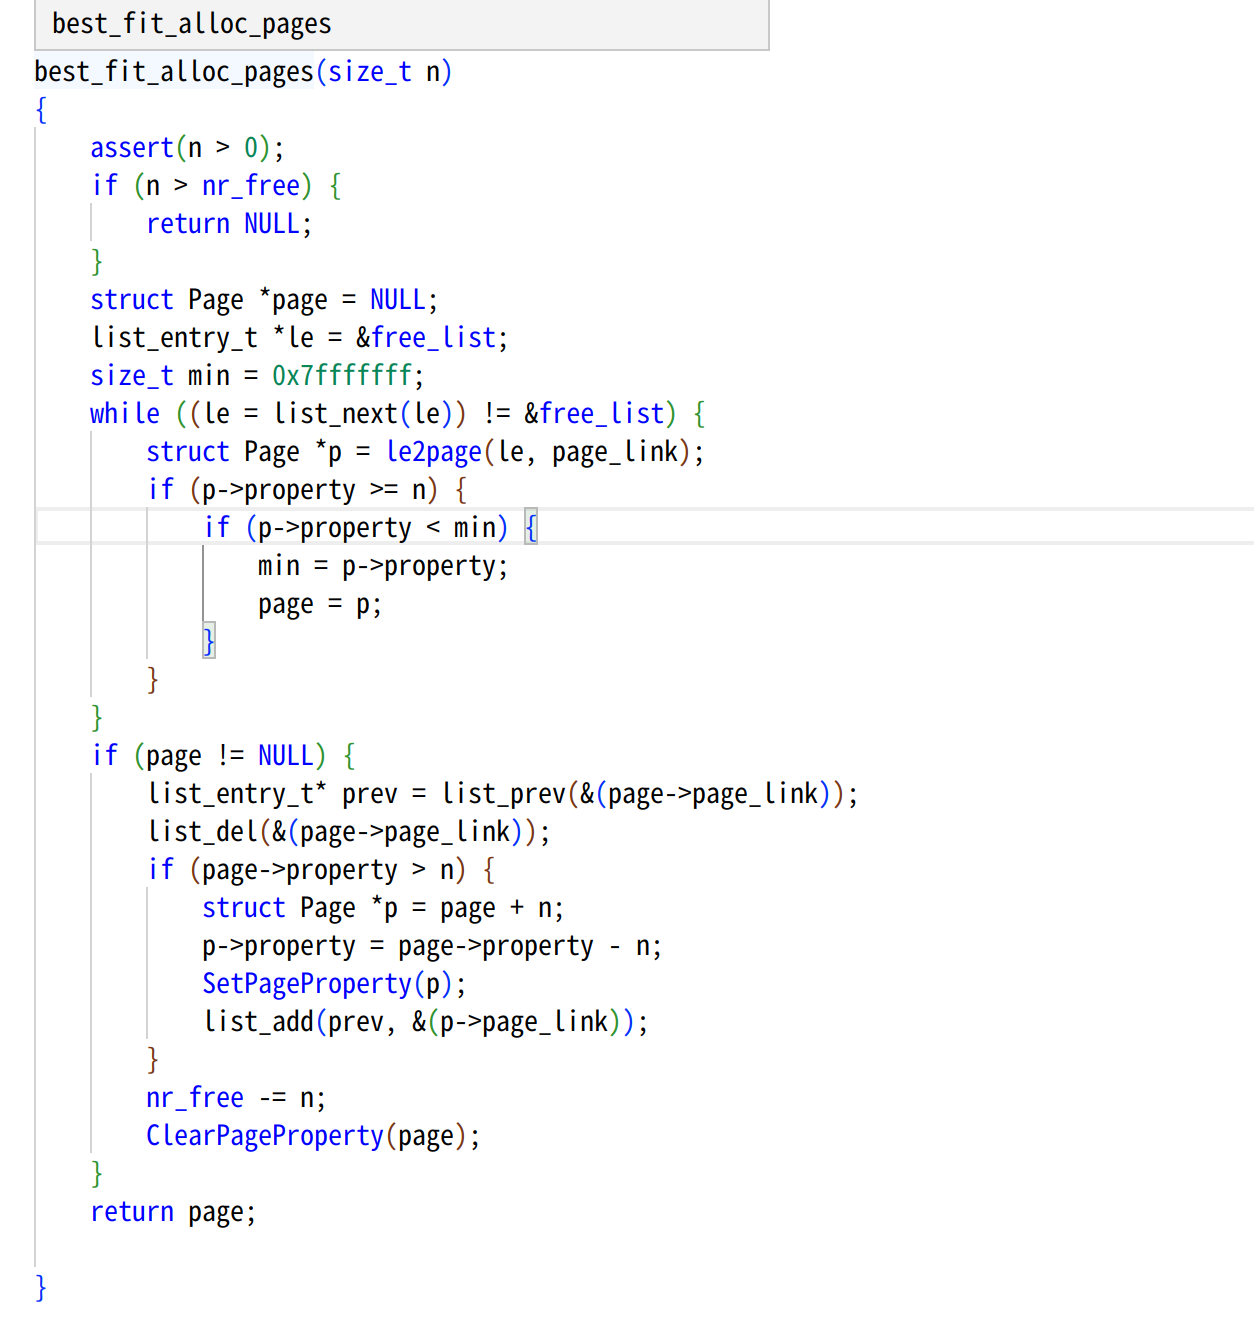 best_fit_alloc_pages
best_fit_alloc_pages(size_t n)
{
    assert(n > 0);
    if (n > nr_free) {
        return NULL;
    }
    struct Page *page = NULL;
    list_entry_t *le = &free_list;
    size_t min = 0x7fffffff;
    while ((le = list_next(le)) != &free_list) {
        struct Page *p = le2page(le, page_link);
        if (p->property >= n) {
            if (p->property < min) {
                min = p->property;
                page = p;
            }
        }
    }
    if (page != NULL) {
        list_entry_t* prev = list_prev(&(page->page_link));
        list_del(&(page->page_link));
        if (page->property > n) {
            struct Page *p = page + n;
            p->property = page->property - n;
            SetPageProperty(p);
            list_add(prev, &(p->page_link));
        }
        nr_free -= n;
        ClearPageProperty(page);
    }
    return page;
}